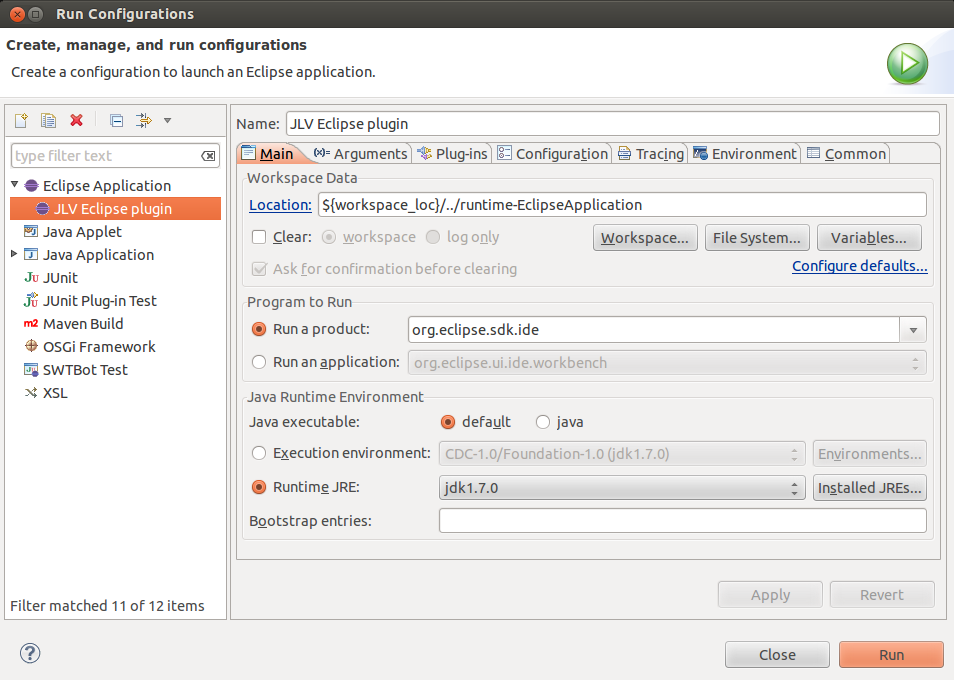 Run Configurations
Create, manage, and run configurations
Create a configuration to launch an Eclipse application.
type filter text
Eclipse Application
JLV Eclipse plugin
Java Applet
Java Application
JUnit
JUnit Plug-in Test
m2 Maven Build
OSGi Framework
SWTBot Test
XSL
Filter matched 11 of 12 items
Name: JLV Eclipse plugin
Main (x)= Arguments Plug-ins Configuration Tracing Environment Common
Workspace Data
Location: ${workspace_loc}/../runtime-EclipseApplication
Clear: workspace log only Workspace... File System... Variables...
Ask for confirmation before clearing Configure defaults...
Program to Run
Run a product: org.eclipse.sdk.ide
Run an application: org.eclipse.ui.ide.workbench
Java Runtime Environment
Java executable: default java
Execution environment: CDC-1.0/Foundation-1.0 (jdk1.7.0) Environments...
Runtime JRE: jdk1.7.0 Installed JREs...
Bootstrap entries:
Apply Revert
? Close Run